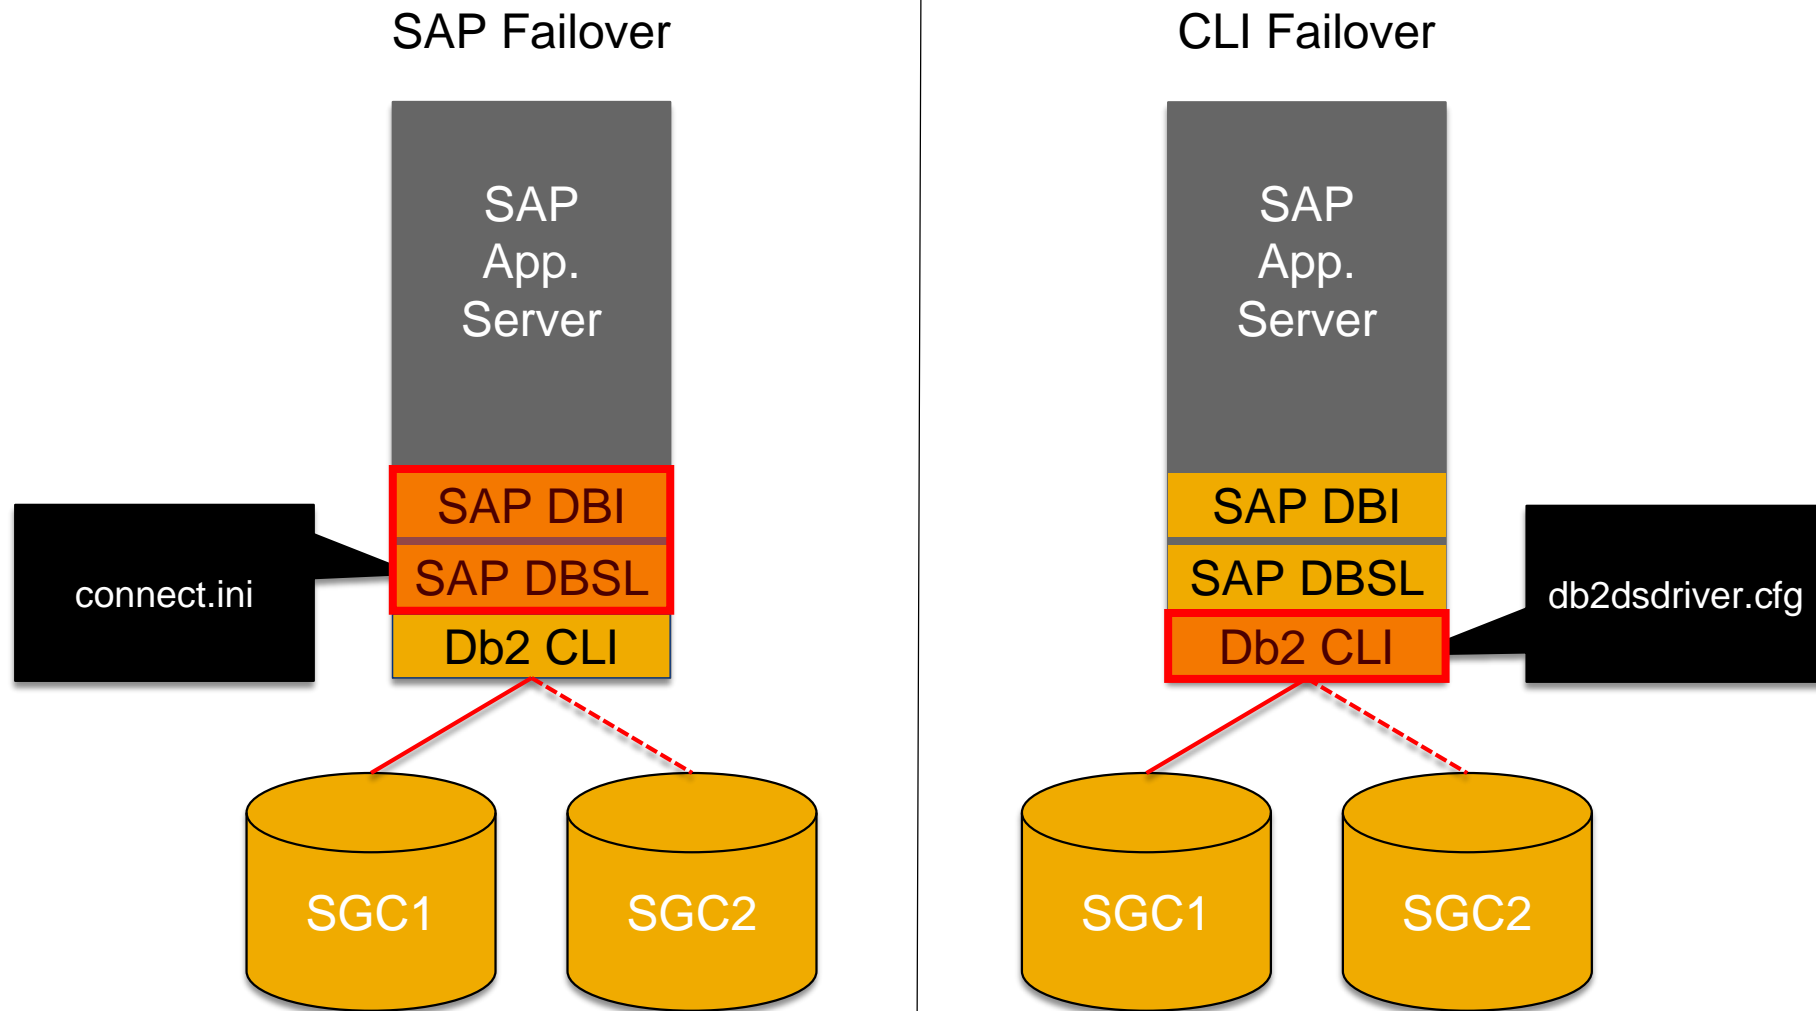 SAP Failover
SAP
App.
Server
SAP DBI
SAP DBSL
Db2 CLI
connect.ini
SGC1
SGC2
CLI Failover
SAP
App.
Server
SAP DBI
SAP DBSL
Db2 CLI
db2dsdriver.cfg
SGC1
SGC2